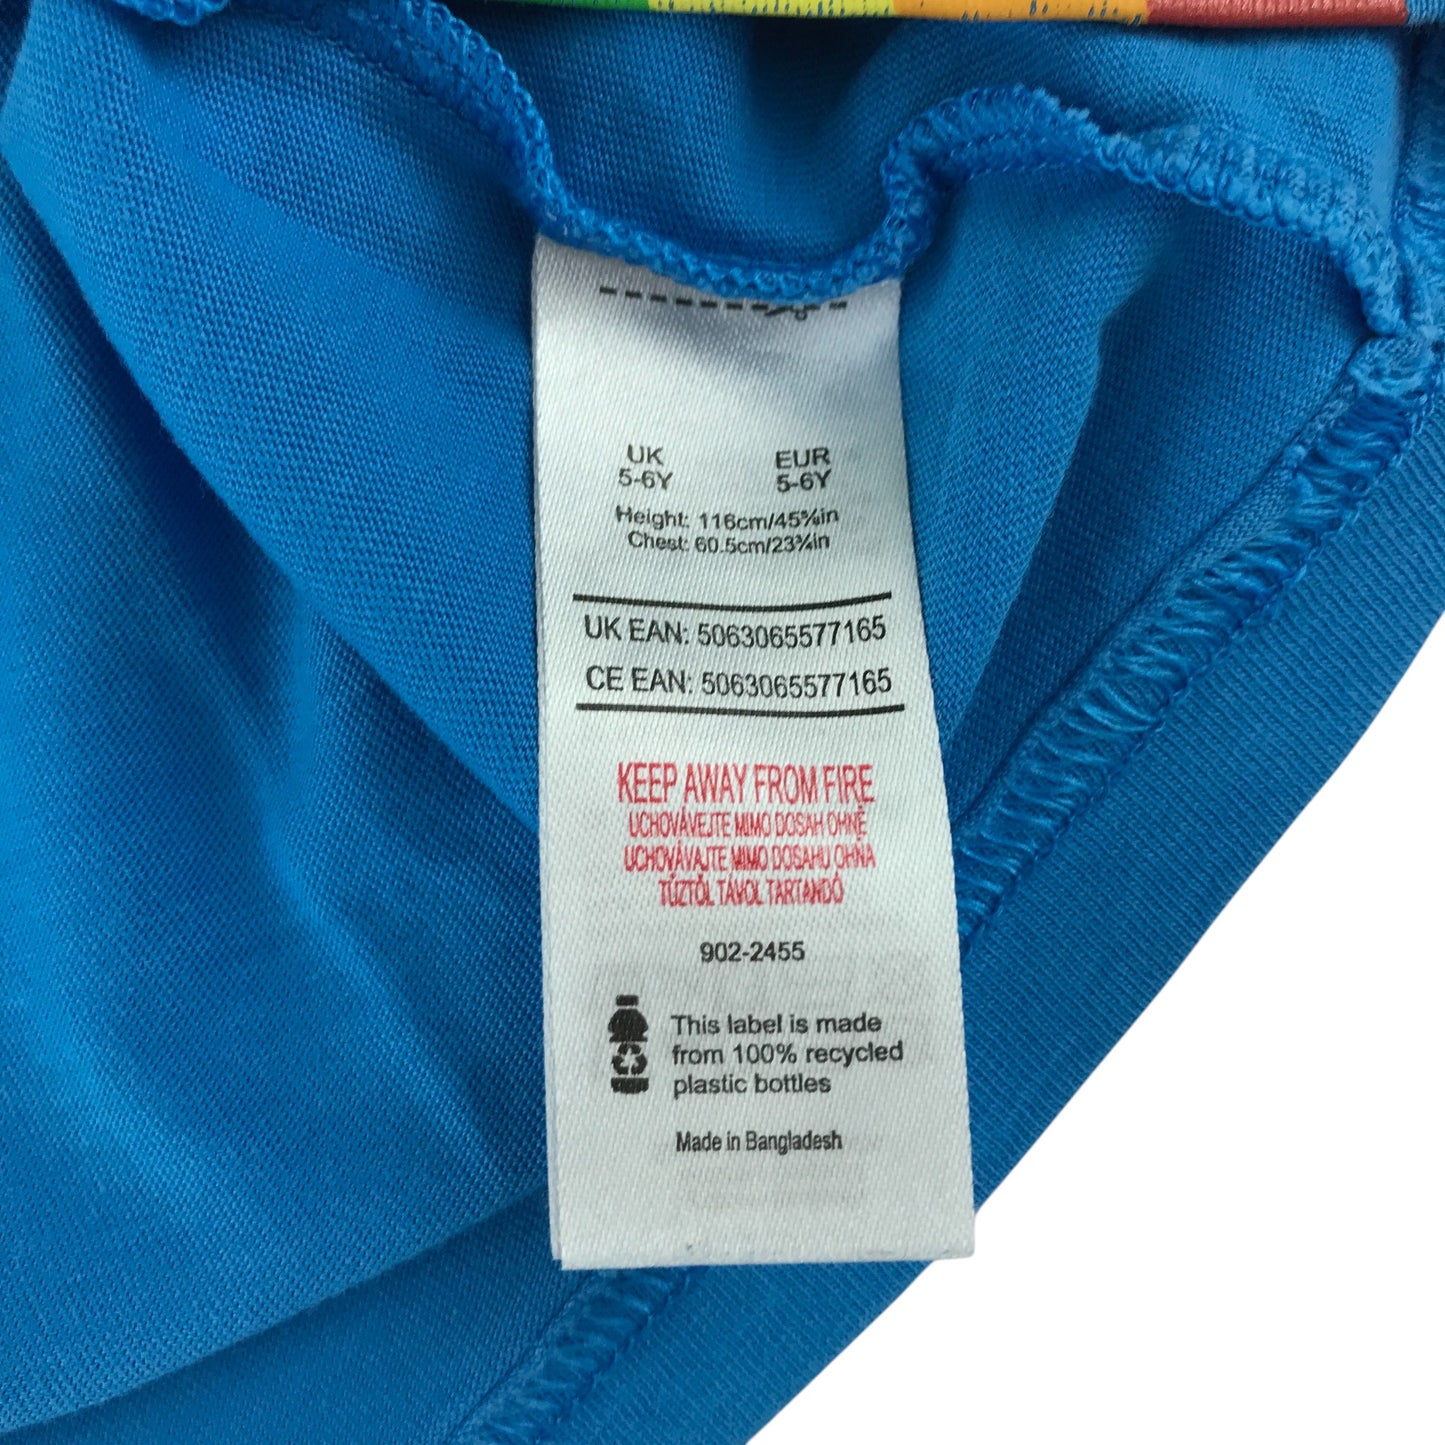 UK EUR
5-6Y 5-6Y
Height: 116cm/45⅝in
Chest: 60.5cm/23¾in
UK EAN: 5063065577165
CE EAN: 5063065577165
KEEP AWAY FROM FIRE
UCHOVÁVEJTE MIMO DOSAH OHNĚ
UCHOVÁVAJTE MIMO DOSAHU OHŇA
TŰZTŐL TÁVOL TARTANDÓ
902-2455
This label is made
from 100% recycled
plastic bottles
Made in Bangladesh